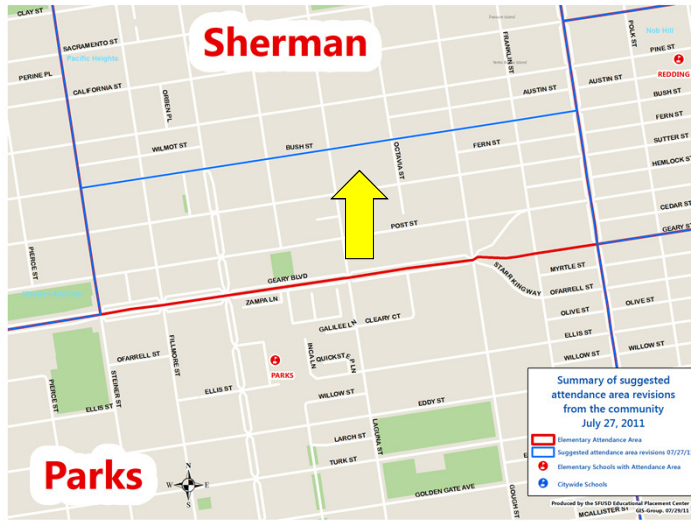 CLAY ST
Sherman
SACRAMENTO ST
Pacific Heights
PERINE PL
CALIFORNIA ST
ORBEN PL
FRANKLIN ST
POLK ST
Nob Hill
PINE ST
REDDING
AUSTIN ST
AUSTIN ST
BUSH ST
FERN ST
WILMOT ST
BUSH ST
OCTAVIA ST
FERN ST
SUTTER ST
HEMLOCK ST
CEDAR ST
GEARY ST
POST ST
PIERCE ST
GEARY BLVD
STARR KING WAY
MYRTLE ST
OFARRELL ST
ZAMPA LN
OLIVE ST
OLIVE ST
GALILEE LN
CLEARY CT
ELLIS ST
WILLOW ST
WILLOW ST
FILLMORE ST
OFARRELL ST
INCA LN
QUICKST
E P LN
PARKS
PIERCE ST
STEINER ST
ELLIS ST
ELLIS ST
WILLOW ST
EDDY ST
LAGUNA ST
LARCH ST
TURK ST
GOLDEN GATE AVE
GOUGH ST
MCALLISTER ST
Parks
N
W
E
S
Summary of suggested
attendance area revisions
from the community
July 27, 2011
Elementary Attendance Area
Suggested attendance area revisions 07/27/1
Elementary Schools with Attendance Area
Citywide Schools
Produced by the SFUSD Educational Placement Center
GIS-Group. 07/29/11